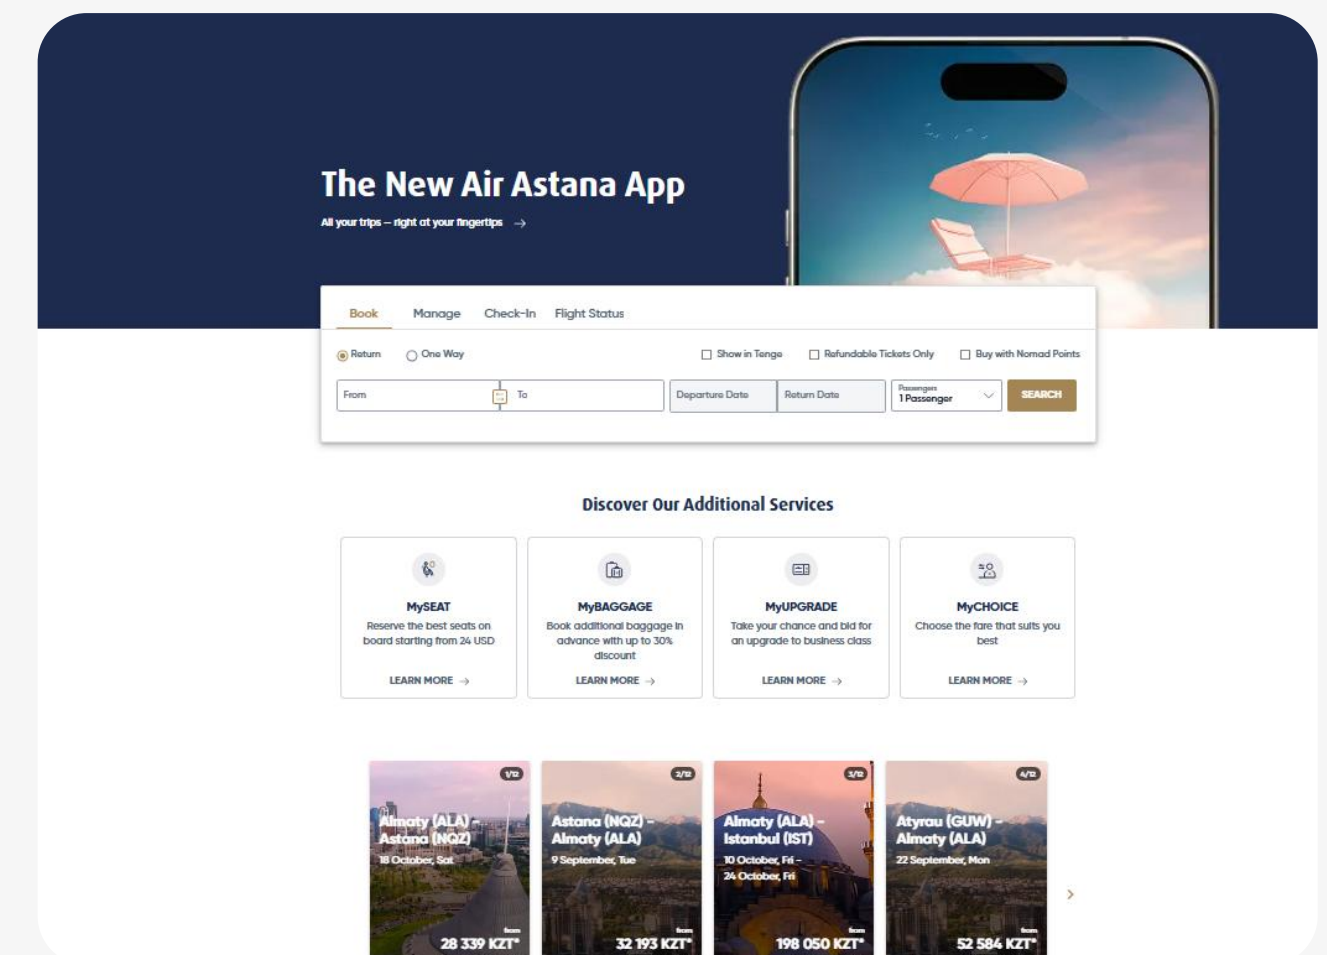 The New Air Astana App
All your trips – right at your fingertips →
Book Manage Check-In Flight Status
Return One Way Show in Tenge Refundable Tickets Only Buy with Nomad Points
From To Departure Date Return Date Passengers
1 Passenger SEARCH
Discover Our Additional Services
MySEAT
Reserve the best seats on
board starting from 24 USD
LEARN MORE →
MyBAGGAGE
Book additional baggage in
advance with up to 30%
discount
LEARN MORE →
MyUPGRADE
Take your chance and bid for
an upgrade to business class
LEARN MORE →
MyCHOICE
Choose the fare that suits you
best
LEARN MORE →
1/12
Almaty (ALA) –
Astana (NQZ)
18 October, Sat
from
28 339 KZT*
2/12
Astana (NQZ) –
Almaty (ALA)
9 September, Tue
from
32 193 KZT*
3/12
Almaty (ALA) –
Istanbul (IST)
10 October, Fri –
24 October, Fri
from
198 050 KZT*
4/12
Atyrau (GUW) –
Almaty (ALA)
22 September, Mon
from
52 584 KZT*